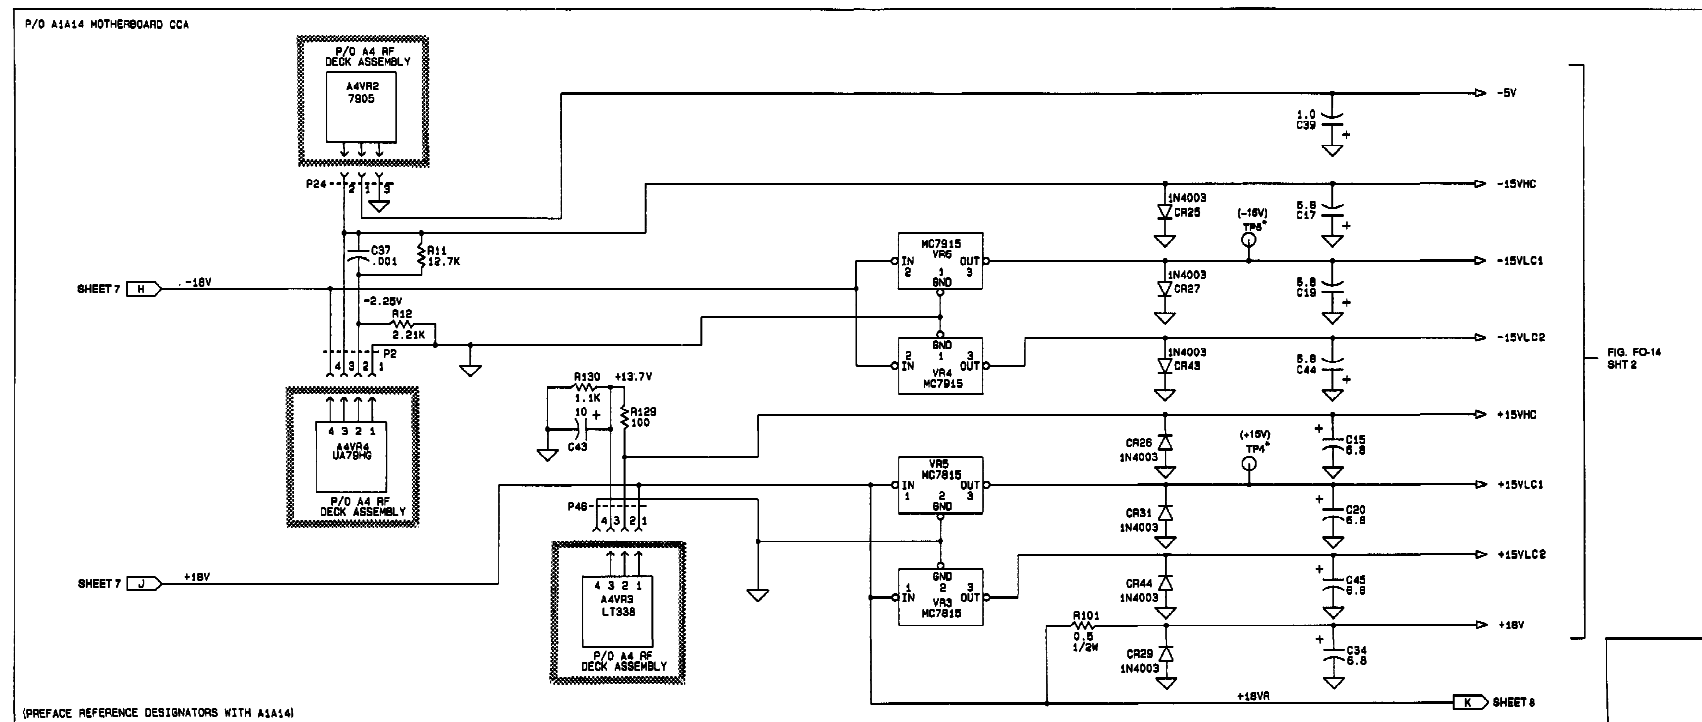 P/O A1A14 MOTHERBOARD CCA
P/O A4 RF
DECK ASSEMBLY
A4VR2
7905
P24
2 1 3
-5V
1.0
C39
+
-15VHC
1N4003
CR25
6.8
C17
+
(-15V)
TP5*
C37
.001
R11
12.7K
MC7915
VR6
IN
2
1
GND
OUT
3
-15VLC1
1N4003
CR27
6.8
C19
+
SHEET 7
H
-18V
-2.25V
R12
2.21K
P2
4 3 2 1
GND
1
2
IN
3
OUT
VR4
MC7915
-15VLC2
1N4003
CR43
6.8
C44
+
FIG. FO-14
SHT 2
4 3 2 1
A4VR4
UA79HG
P/O A4 RF
DECK ASSEMBLY
R130
1.1K
+13.7V
10 +
C43
R129
100
+15VHC
CR26
1N4003
+
C15
6.8
(+15V)
TP4*
VR5
MC7815
IN
1
2
GND
OUT
3
+15VLC1
CR31
1N4003
+
C20
6.8
P46
4 3 2 1
GND
2
1
IN
3
OUT
VR3
MC7815
+15VLC2
CR44
1N4003
+
C45
6.8
SHEET 7
J
+18V
4 3 2 1
A4VR3
LT338
P/O A4 RF
DECK ASSEMBLY
R101
0.5
1/2W
+18V
CR29
1N4003
+
C34
6.8
+18VR
K
SHEET 8
(PREFACE REFERENCE DESIGNATORS WITH A1A14)